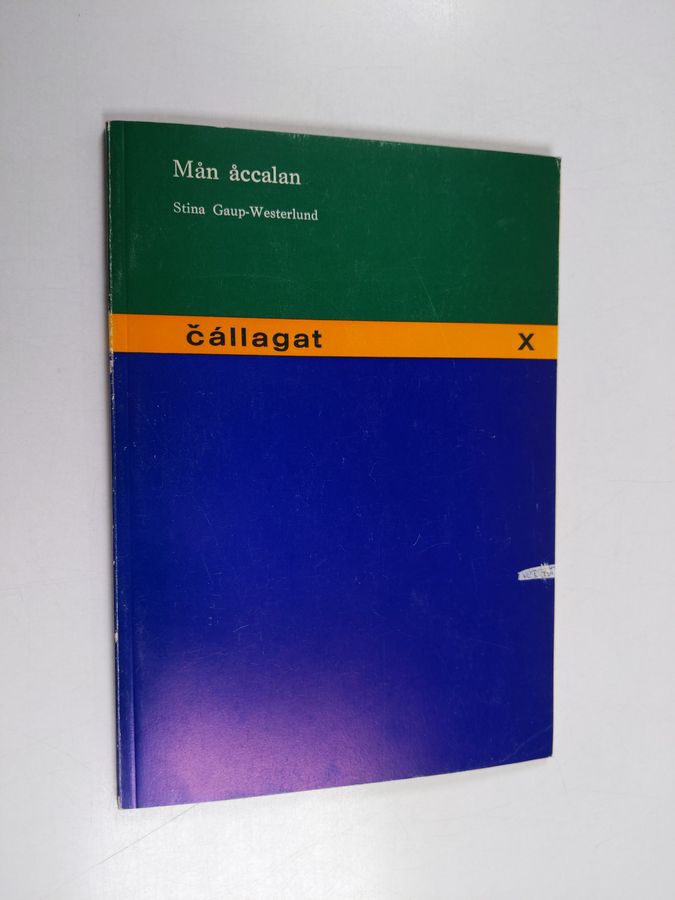 Mån åccalan
Stina Gaup-Westerlund
čállagat X